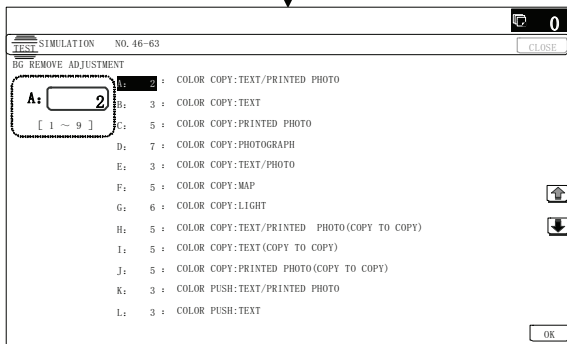 0
TEST SIMULATION NO. 46-63
CLOSE
BG REMOVE ADJUSTMENT
A: 2
[ 1 ~ 9 ]
A: 2 : COLOR COPY:TEXT/PRINTED PHOTO
B: 3 : COLOR COPY:TEXT
C: 5 : COLOR COPY:PRINTED PHOTO
D: 7 : COLOR COPY:PHOTOGRAPH
E: 3 : COLOR COPY:TEXT/PHOTO
F: 5 : COLOR COPY:MAP
G: 6 : COLOR COPY:LIGHT
H: 5 : COLOR COPY:TEXT/PRINTED PHOTO(COPY TO COPY)
I: 5 : COLOR COPY:TEXT(COPY TO COPY)
J: 5 : COLOR COPY:PRINTED PHOTO(COPY TO COPY)
K: 3 : COLOR PUSH:TEXT/PRINTED PHOTO
L: 3 : COLOR PUSH:TEXT
OK